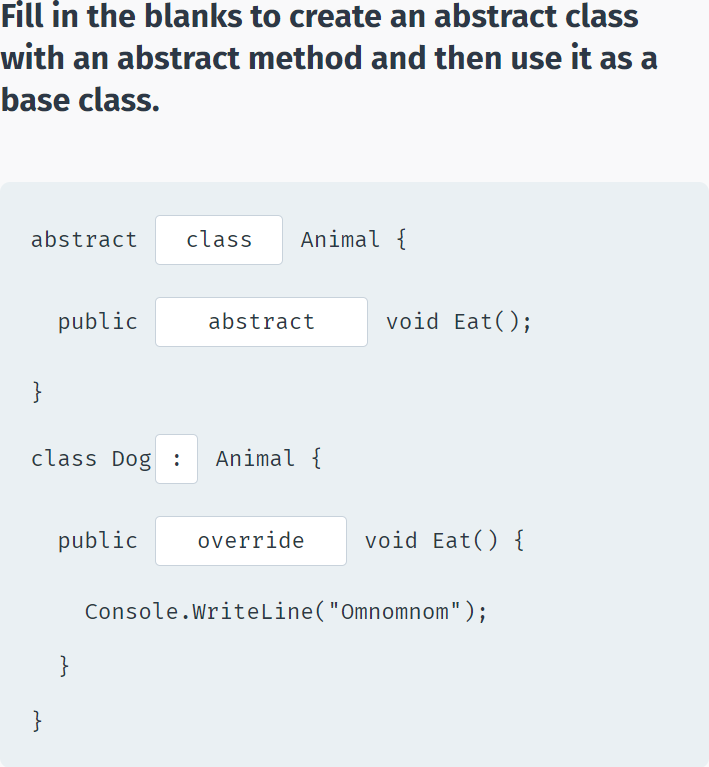 Fill in the blanks to create an abstract class
with an abstract method and then use it as a
base class.
abstract class Animal {
public abstract void Eat();
}
class Dog : Animal {
public override void Eat() {
Console.WriteLine("Omnomnom");
}
}